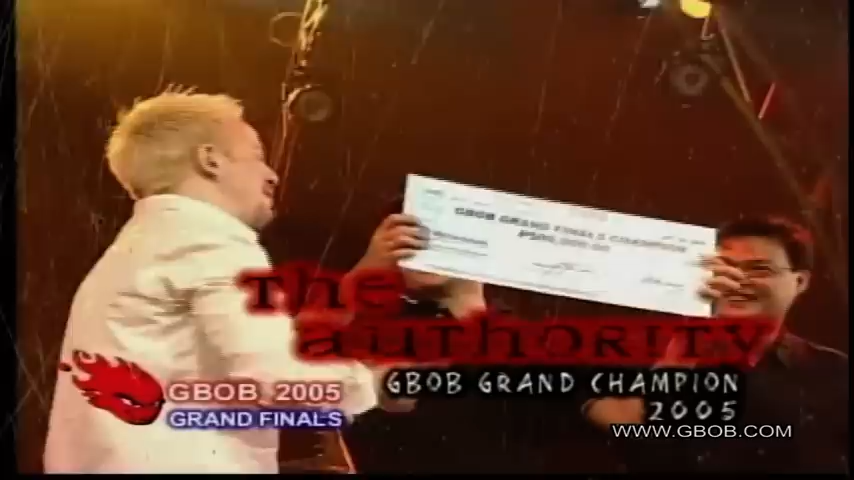 GBOB GRAND FINALS CHAMPION
₱500,000.00
the
authority
GBOB 2005
GRAND FINALS
GBOB GRAND CHAMPION
2005
WWW.GBOB.COM